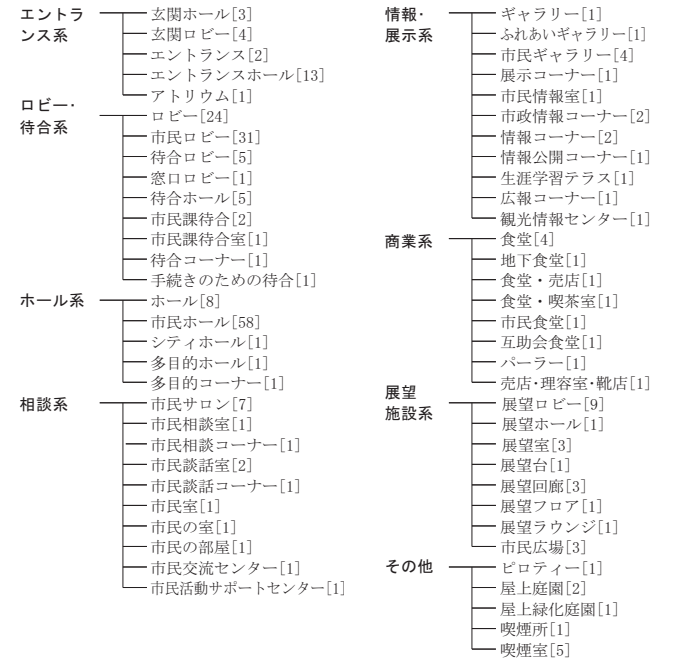 エントラ
ンス系
玄関ホール[3]
玄関ロビー[4]
エントランス[2]
エントランスホール[13]
アトリウム[1]
ロビー・
待合系
ロビー[24]
市民ロビー[31]
待合ロビー[5]
窓口ロビー[1]
待合ホール[5]
市民課待合[2]
市民課待合室[1]
待合コーナー[1]
手続きのための待合[1]
ホール系
ホール[8]
市民ホール[58]
シティホール[1]
多目的ホール[1]
多目的コーナー[1]
相談系
市民サロン[7]
市民相談室[1]
市民相談コーナー[1]
市民談話室[2]
市民談話コーナー[1]
市民室[1]
市民の室[1]
市民の部屋[1]
市民交流センター[1]
市民活動サポートセンター[1]
情報・
展示系
ギャラリー[1]
ふれあいギャラリー[1]
市民ギャラリー[4]
展示コーナー[1]
市民情報室[1]
市政情報コーナー[2]
情報コーナー[2]
情報公開コーナー[1]
生涯学習テラス[1]
広報コーナー[1]
観光情報センター[1]
商業系
食堂[4]
地下食堂[1]
食堂・売店[1]
食堂・喫茶室[1]
市民食堂[1]
互助会食堂[1]
パーラー[1]
売店・理容室・靴店[1]
展望
施設系
展望ロビー[9]
展望ホール[1]
展望室[3]
展望台[1]
展望回廊[3]
展望フロア[1]
展望ラウンジ[1]
市民広場[3]
その他
ピロティー[1]
屋上庭園[2]
屋上緑化庭園[1]
喫煙所[1]
喫煙室[5]